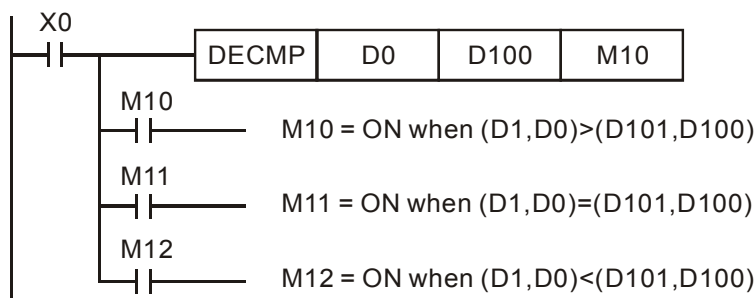 X0
DECMP D0 D100 M10
M10
M10 = ON when (D1,D0)>(D101,D100)
M11
M11 = ON when (D1,D0)=(D101,D100)
M12
M12 = ON when (D1,D0)<(D101,D100)